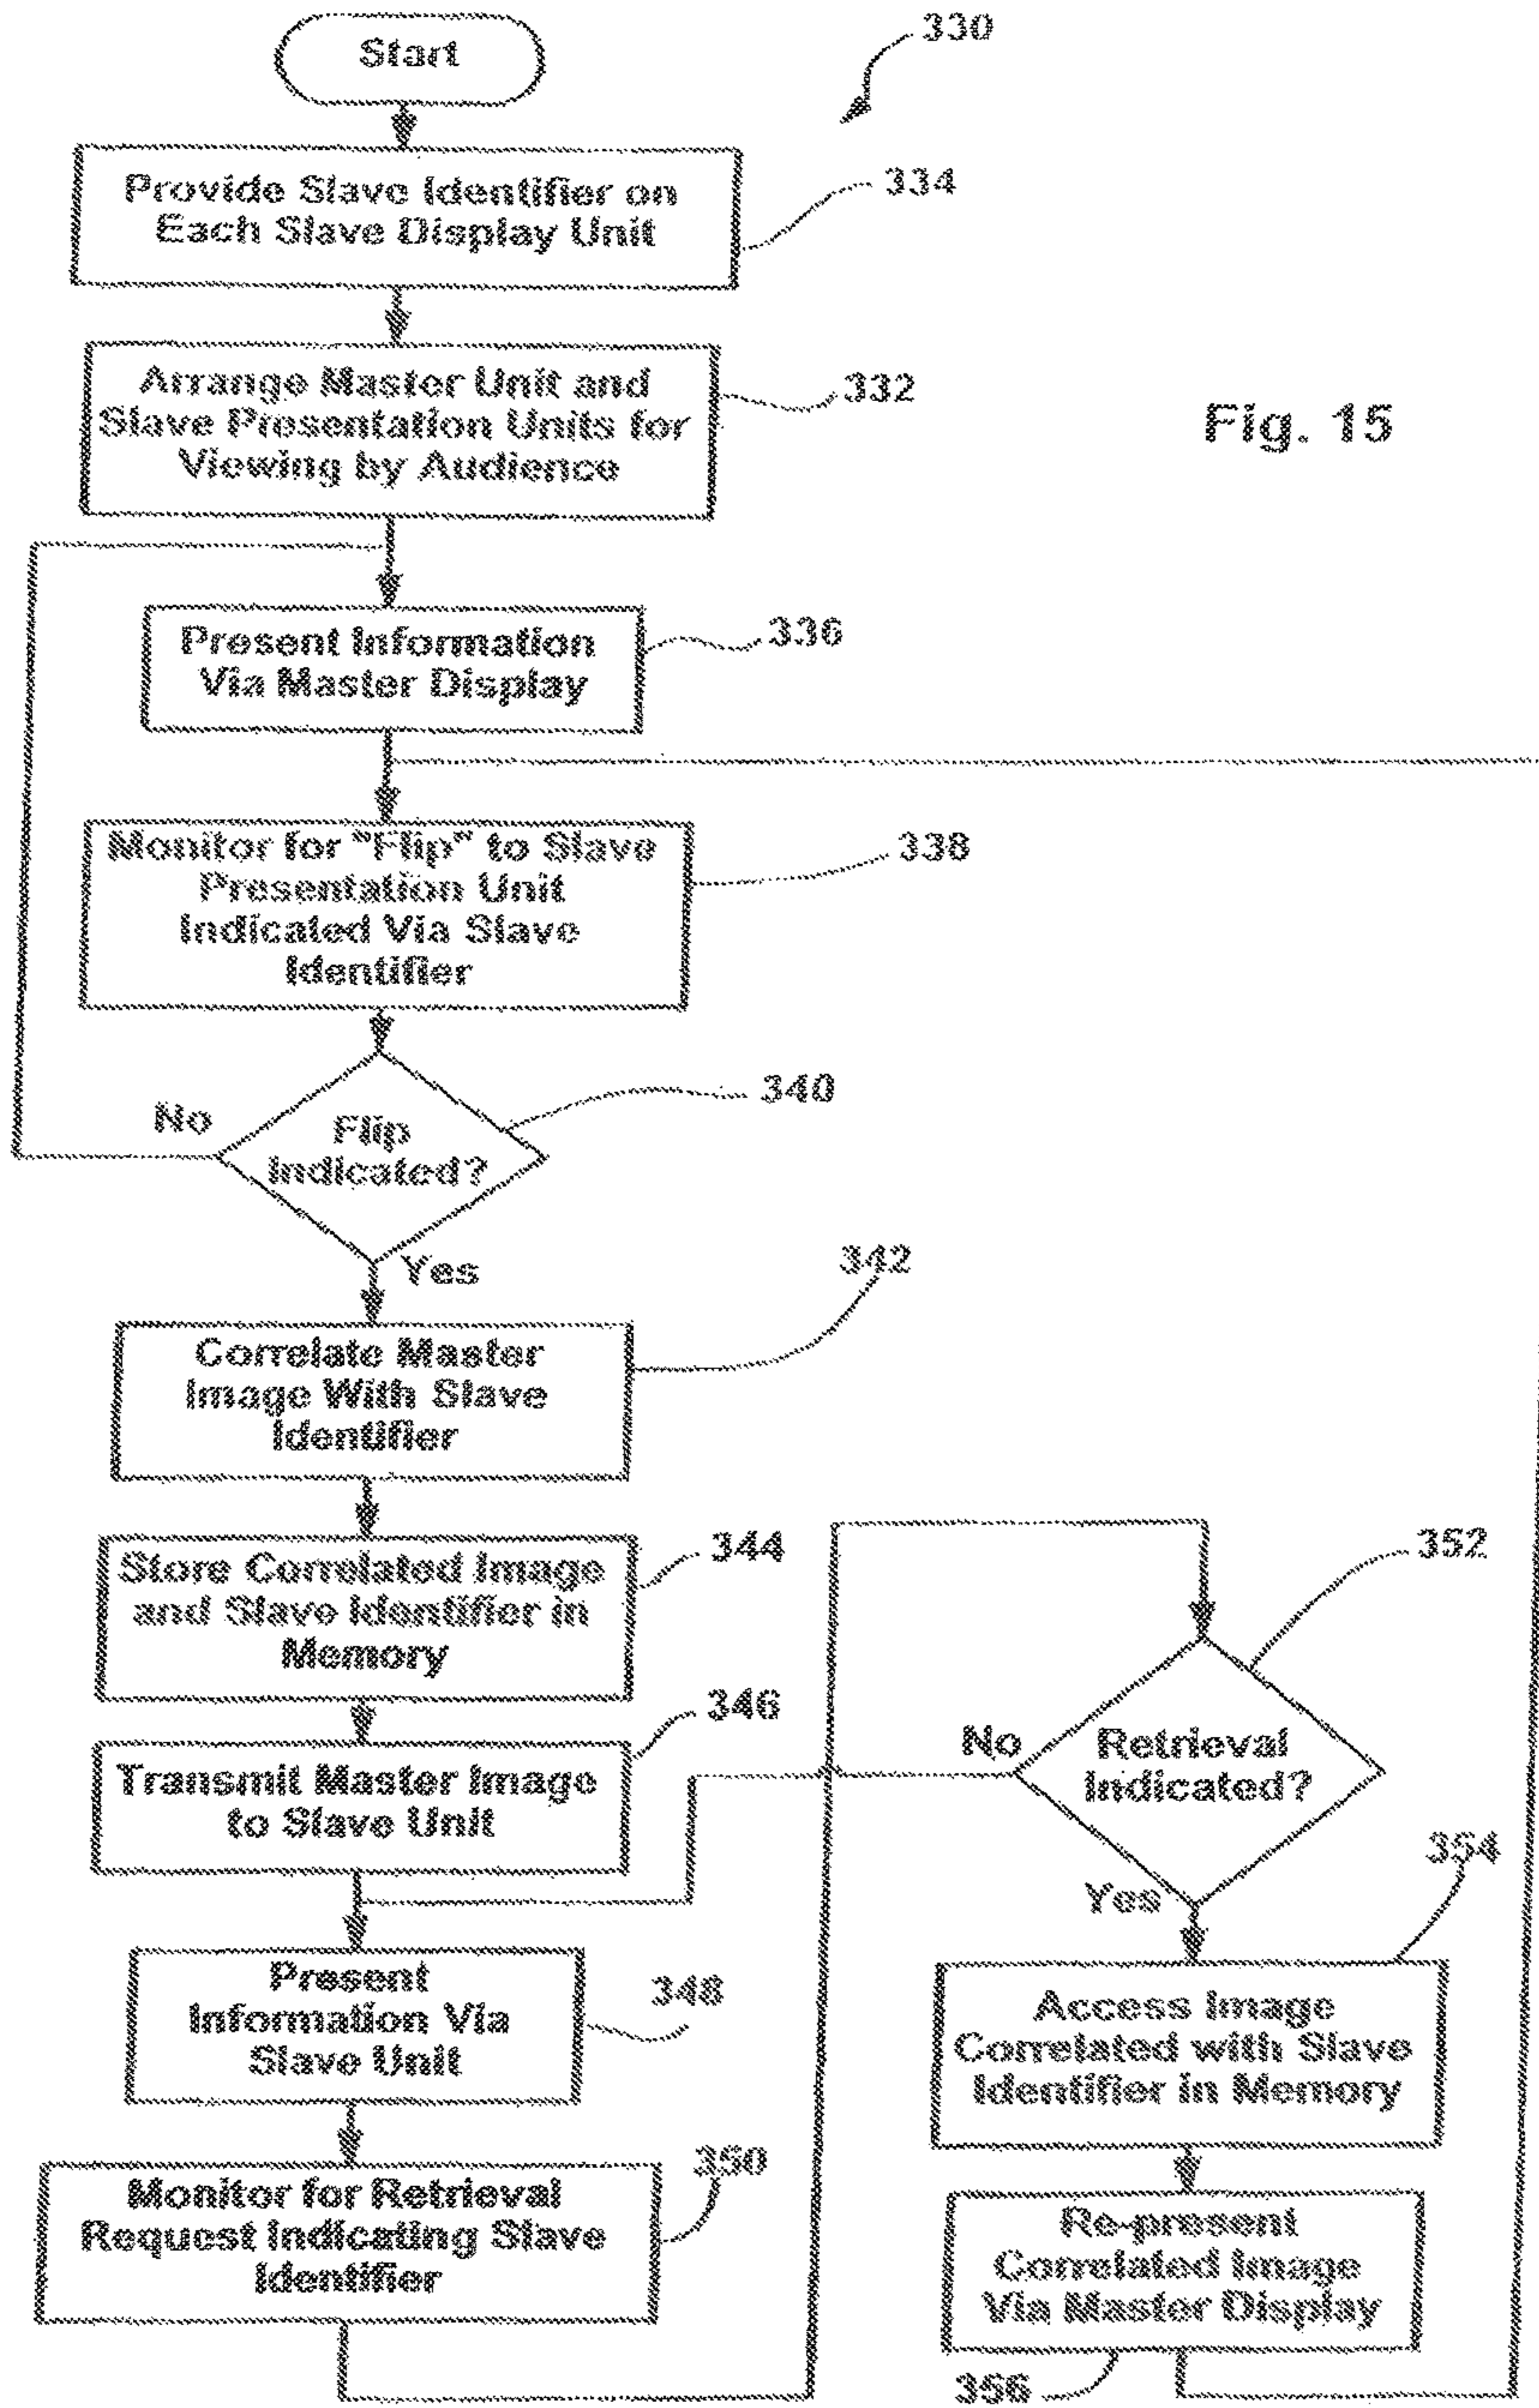 Start
330
Provide Slave Identifier on
Each Slave Display Unit
334
Arrange Master Unit and
Slave Presentation Units for
Viewing by Audience
332
Fig. 15
Present Information
Via Master Display
336
Monitor for "Flip" to Slave
Presentation Unit
Indicated Via Slave
Identifier
338
No
Flip
Indicated?
340
Yes
342
Correlate Master
Image With Slave
Identifier
Store Correlated Image
and Slave Identifier in
Memory
344
Transmit Master Image
to Slave Unit
346
Present
Information Via
Slave Unit
348
Monitor for Retrieval
Request Indicating Slave
Identifier
350
352
No
Retrieval
Indicated?
Yes
354
Access Image
Correlated with Slave
Identifier in Memory
Re-present
Correlated Image
Via Master Display
356